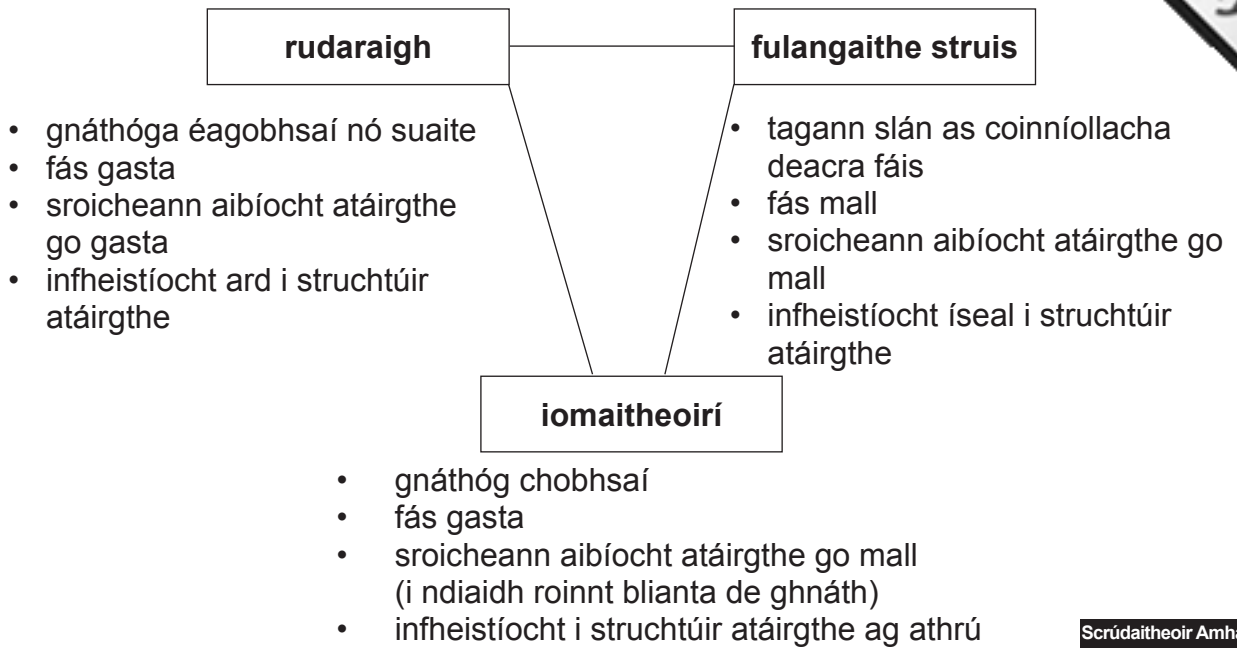 rudaraigh
fulangaithe struis
• gnáthóga éagobhsaí nó suaite
• fás gasta
• sroicheann aibíocht atáirgthe
go gasta
• infheistíocht ard i struchtúir
atáirgthe
• tagann slán as coinníollacha
deacra fáis
• fás mall
• sroicheann aibíocht atáirgthe go
mall
• infheistíocht íseal i struchtúir
atáirgthe
iomaitheoirí
• gnáthóg chobhsaí
• fás gasta
• sroicheann aibíocht atáirgthe go mall
(i ndiaidh roinnt blianta de ghnáth)
• infheistíocht i struchtúir atáirgthe ag athrú
Scrúdaitheoir